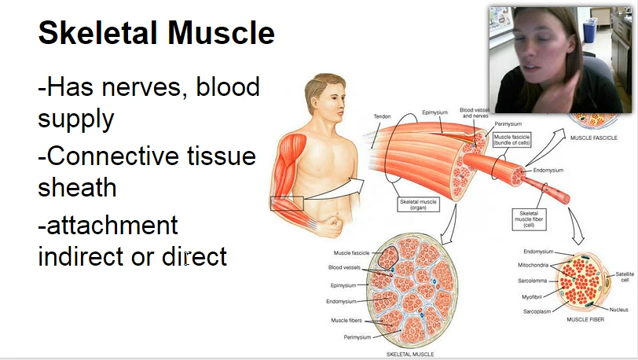 Skeletal Muscle
-Has nerves, blood
supply
-Connective tissue
sheath
-attachment
indirect or direct
Tendon
Epimysium
Blood vessels
and nerves
Perimysium
Muscle fascicle
(bundle of cells)
Endomysium
Skeletal
muscle (organ)
Skeletal
muscle fiber
(cell)
MUSCLE FASCICLE
Muscle fascicle
Blood vessels
Epimysium
Endomysium
Muscle fibers
Perimysium
SKELETAL MUSCLE
Endomysium
Mitochondria
Sarcolemma
Myofibril
Sarcoplasm
Satellite
cell
Nucleus
MUSCLE FIBER